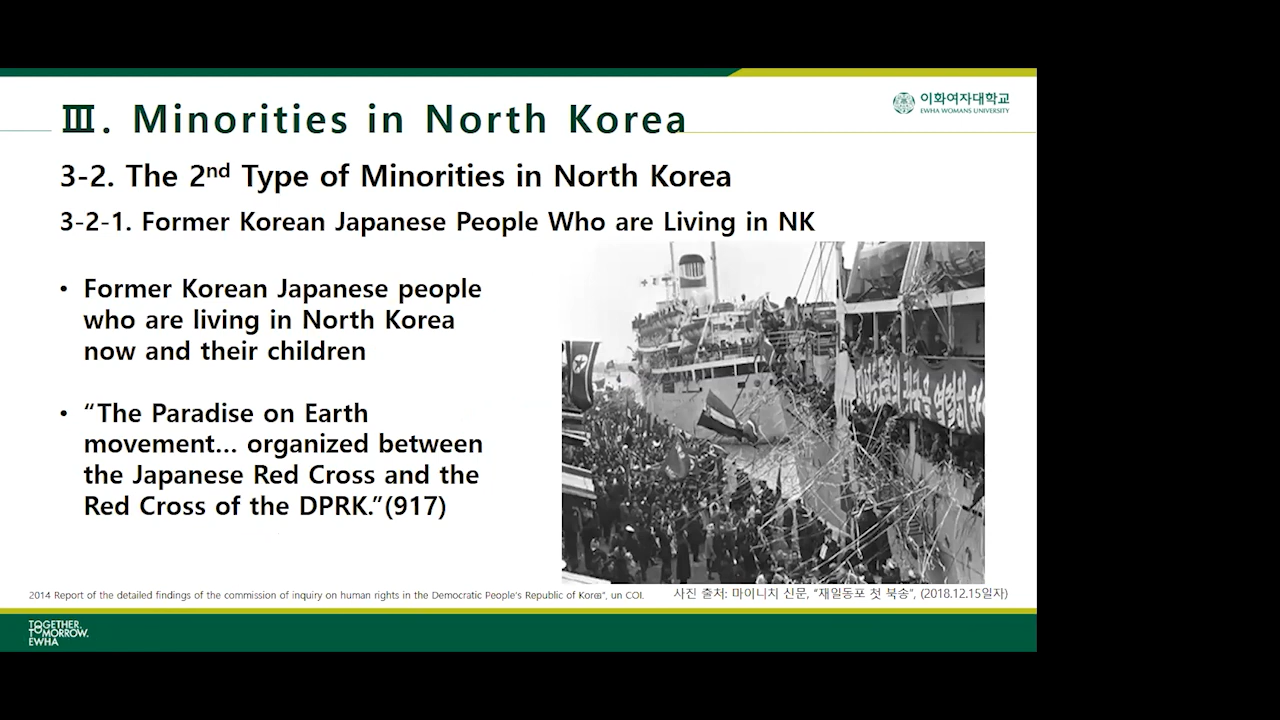 Ⅲ. Minorities in North Korea
이화여자대학교
EWHA WOMANS UNIVERSITY
3-2. The 2nd Type of Minorities in North Korea
3-2-1. Former Korean Japanese People Who are Living in NK
• Former Korean Japanese people
who are living in North Korea
now and their children
• “The Paradise on Earth
movement... organized between
the Japanese Red Cross and the
Red Cross of the DPRK.”(917)
2014 Report of the detailed findings of the commission of inquiry on human rights in the Democratic People's Republic of Korea", un COI.
사진 출처: 마이니치 신문, “재일동포 첫 북송”, (2018.12.15일자)
TOGETHER.
TOMORROW.
EWHA